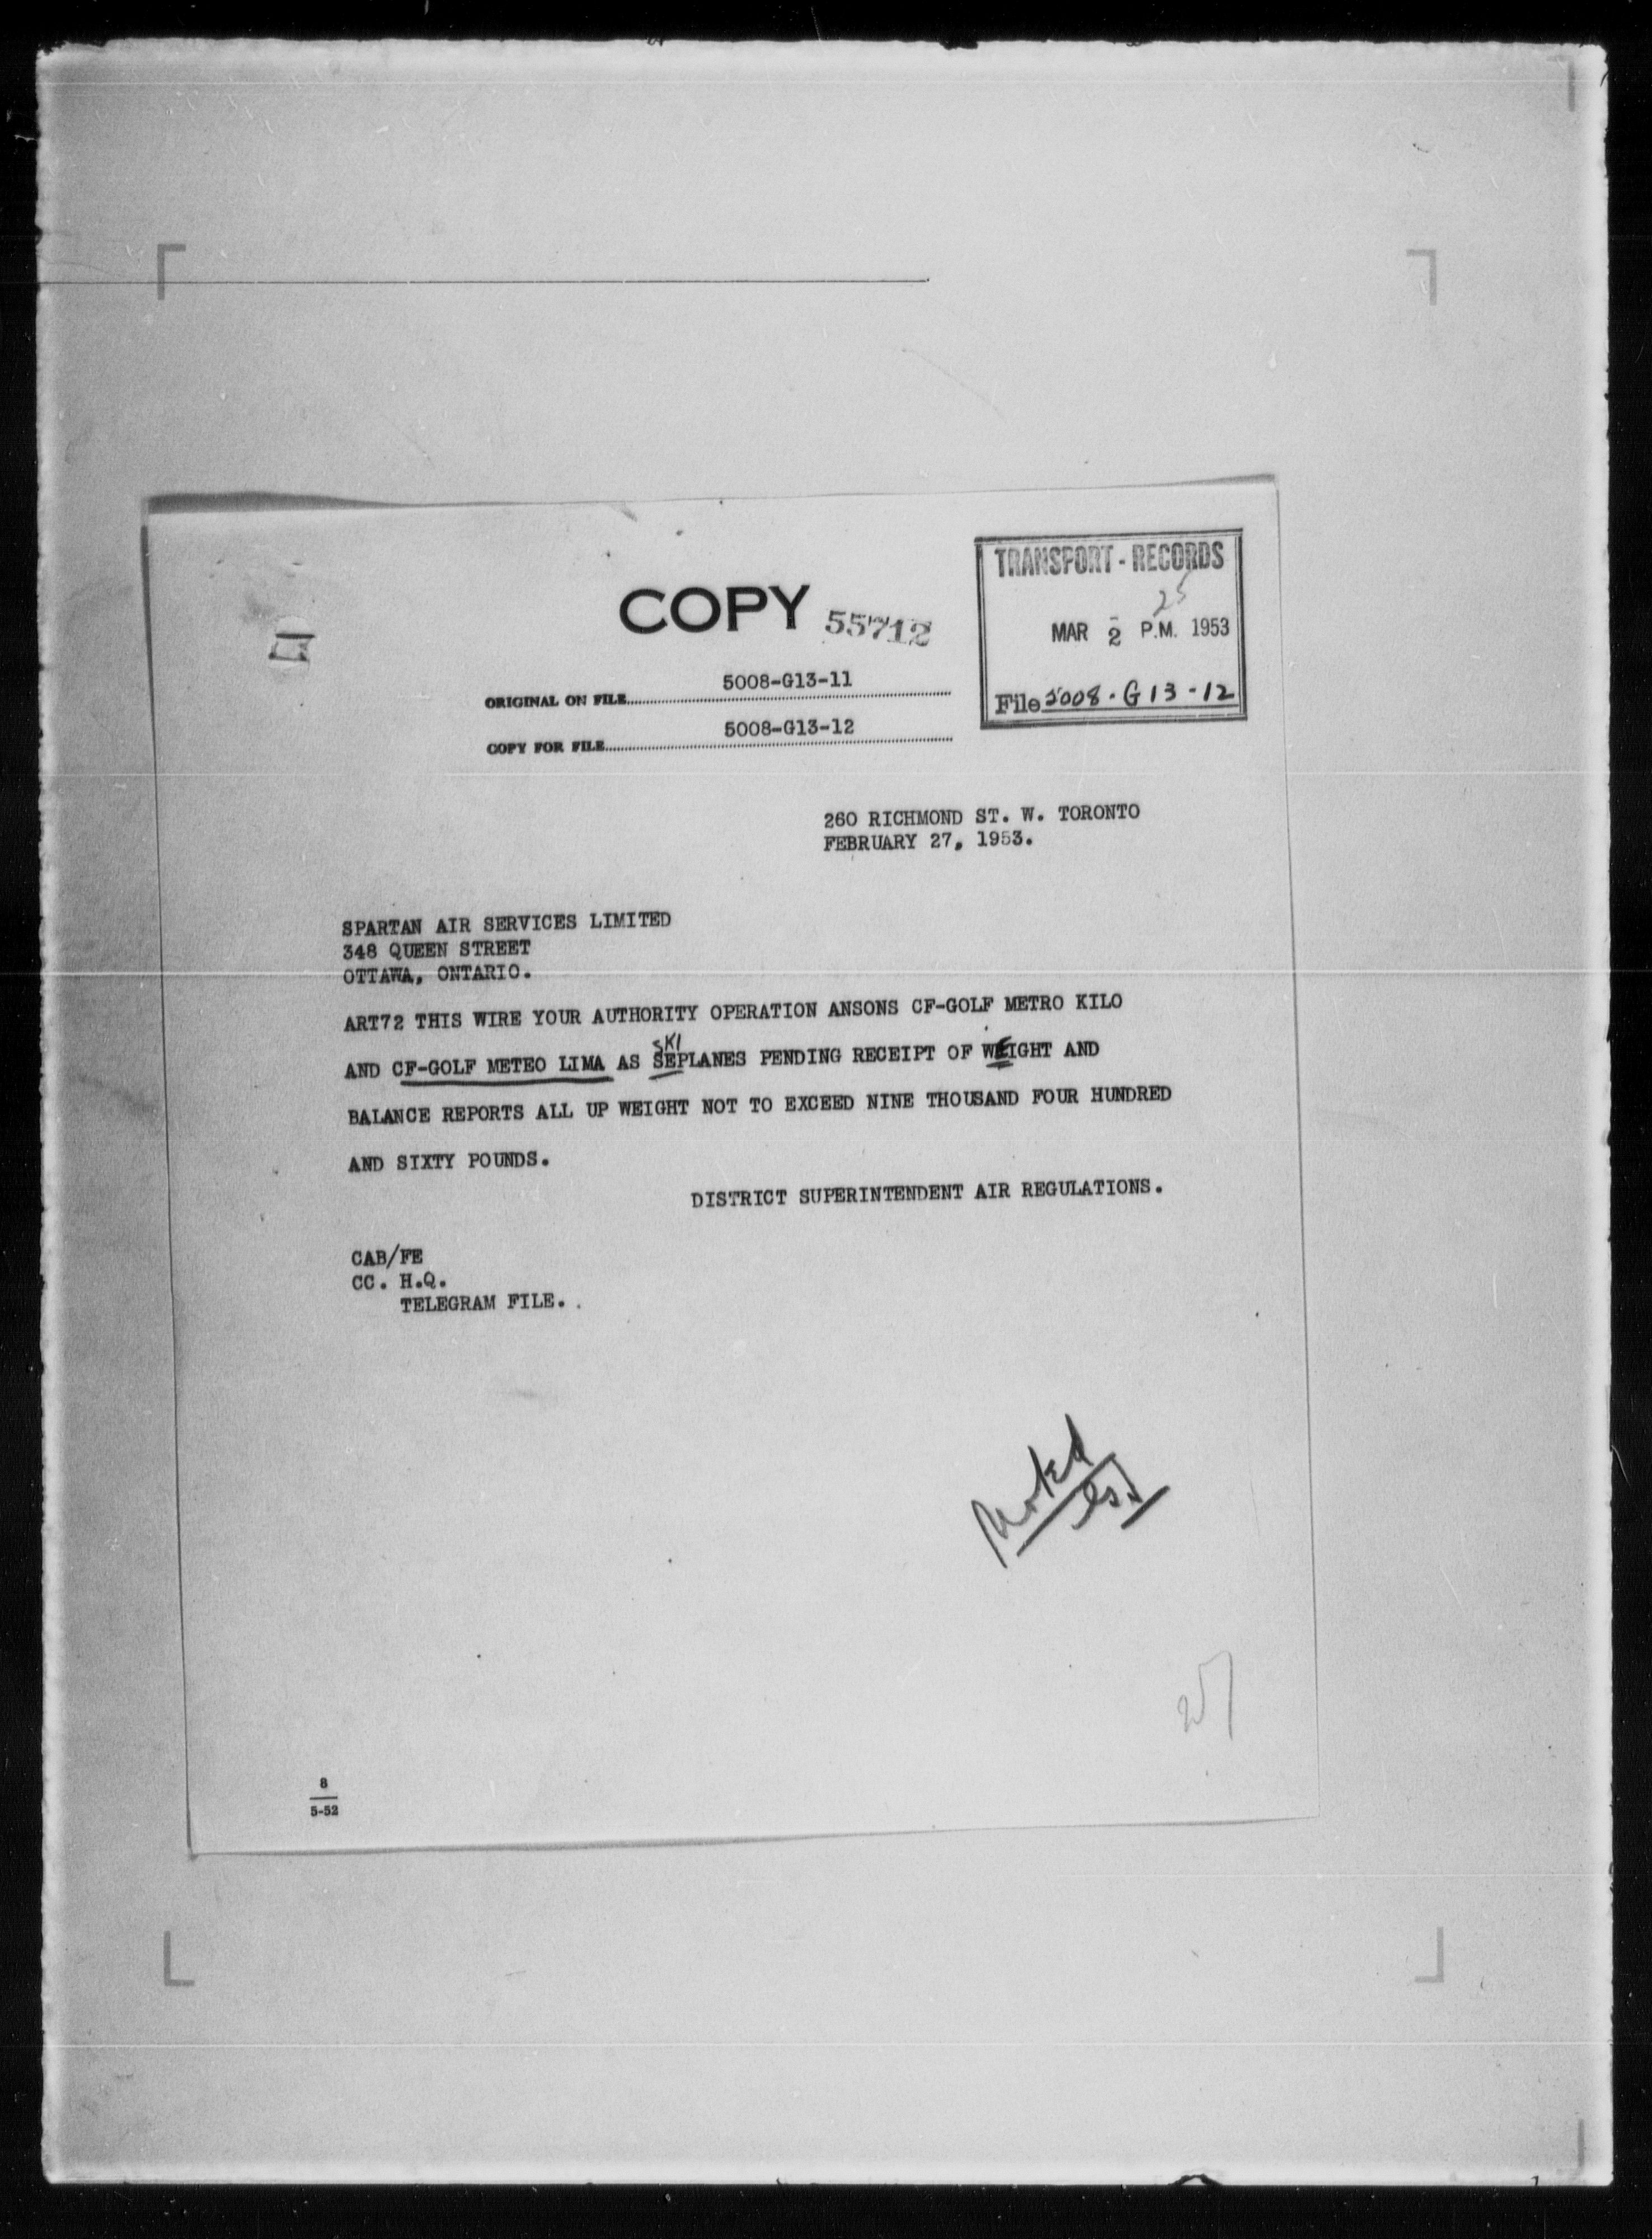 TRANSPORT - RECORDS
25
MAR 2 P.M. 1953
File 5008 - G13 - 12
COPY 55712
ORIGINAL ON FILE 5008-G13-11
COPY FOR FILE 5008-G13-12
260 RICHMOND ST. W. TORONTO
FEBRUARY 27, 1953.
SPARTAN AIR SERVICES LIMITED
348 QUEEN STREET
OTTAWA, ONTARIO.
ART72 THIS WIRE YOUR AUTHORITY OPERATION ANSONS CF-GOLF METRO KILO
SKI
AND CF-GOLF METEO LIMA AS SEPLANES PENDING RECEIPT OF WEIGHT AND
BALANCE REPORTS ALL UP WEIGHT NOT TO EXCEED NINE THOUSAND FOUR HUNDRED
AND SIXTY POUNDS.
DISTRICT SUPERINTENDENT AIR REGULATIONS.
CAB/FE
CC. H.Q.
TELEGRAM FILE. .
Noted
8
5-52